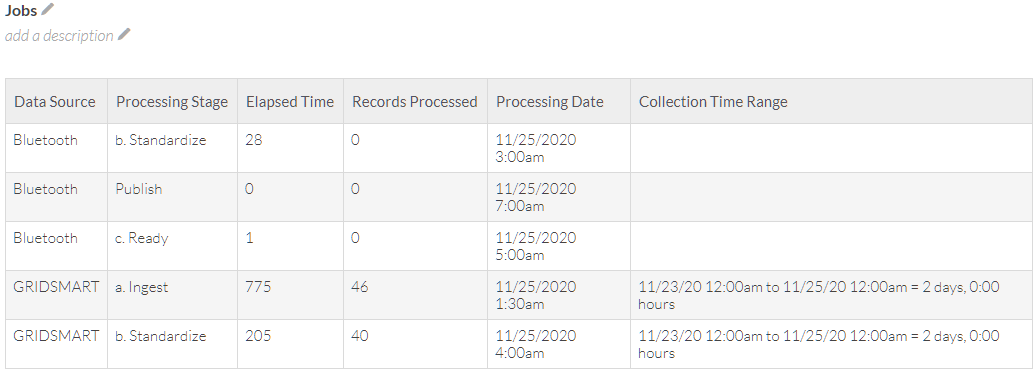 Jobs
add a description
Data Source Processing Stage Elapsed Time Records Processed Processing Date Collection Time Range
Bluetooth b. Standardize 28 0 11/25/2020
3:00am
Bluetooth Publish 0 0 11/25/2020
7:00am
Bluetooth c. Ready 1 0 11/25/2020
5:00am
GRIDSMART a. Ingest 775 46 11/25/2020 11/23/20 12:00am to 11/25/20 12:00am = 2 days, 0:00
1:30am hours
GRIDSMART b. Standardize 205 40 11/25/2020 11/23/20 12:00am to 11/25/20 12:00am = 2 days, 0:00
4:00am hours